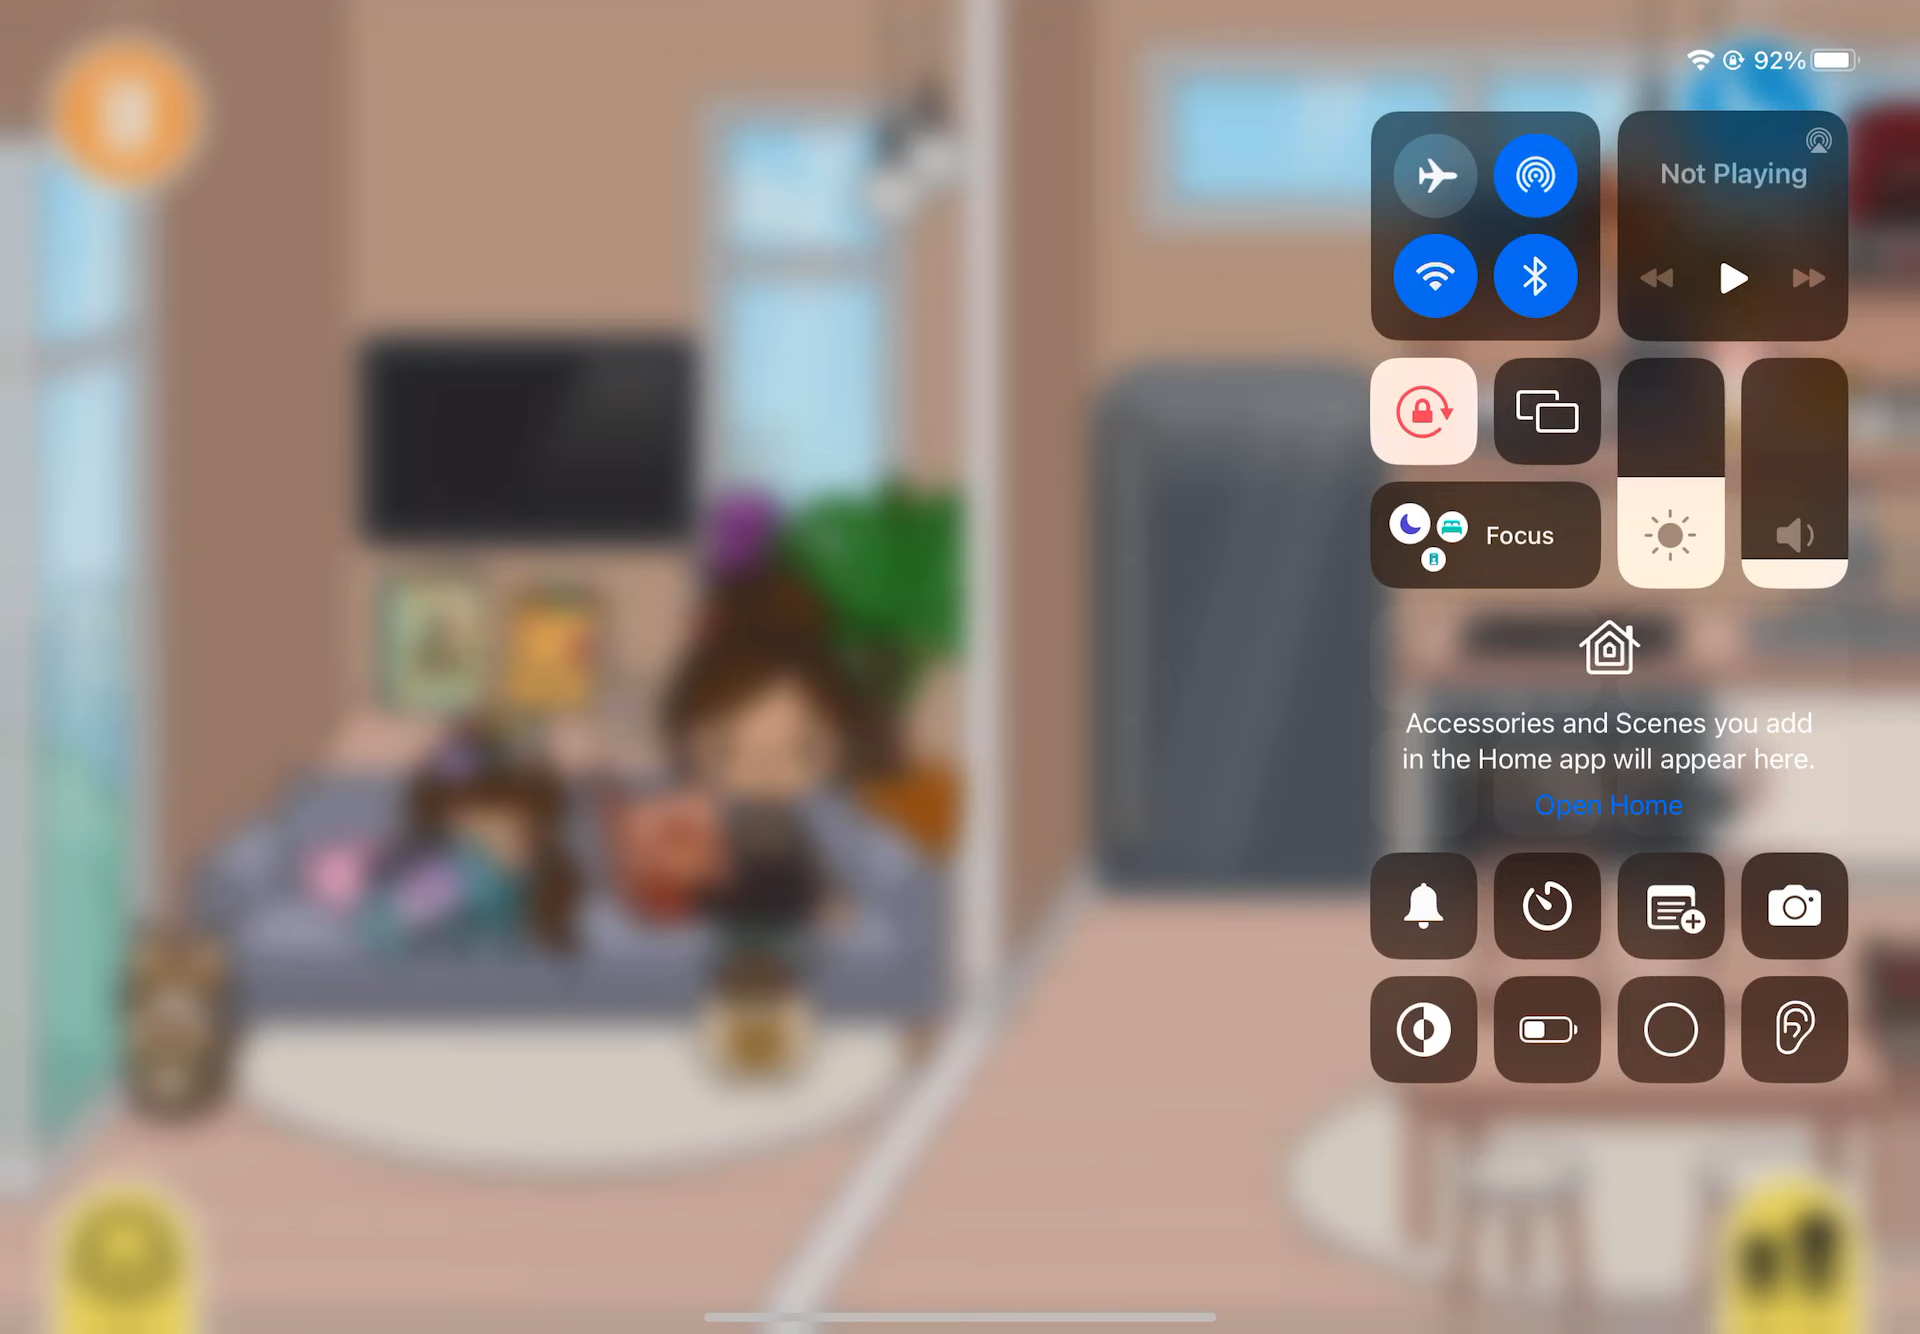 92%
Not Playing
Focus
Accessories and Scenes you add
in the Home app will appear here.
Open Home